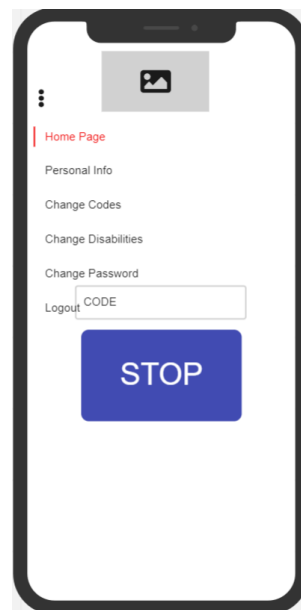 Home Page
Personal Info
Change Codes
Change Disabilities
Change Password
Logout
CODE
STOP